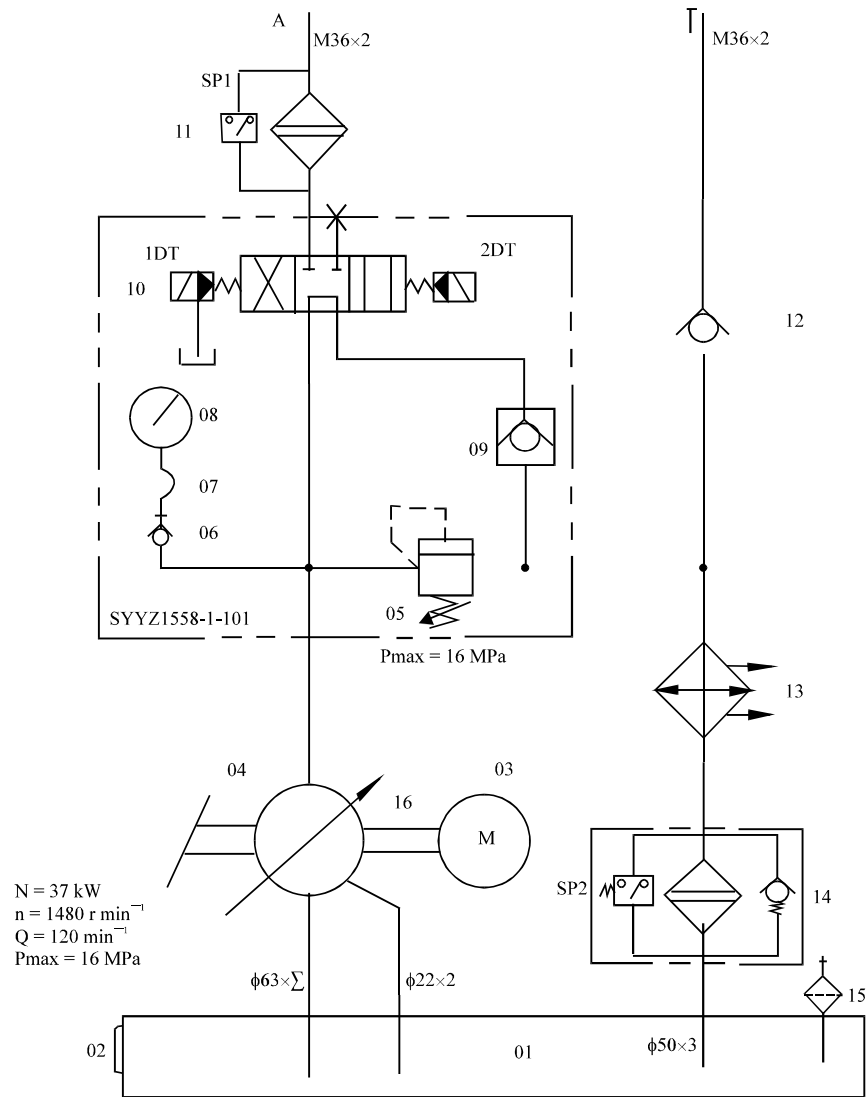 A
T
M36×2
M36×2
SP1
11
1DT
2DT
10
12
08
09
07
06
05
SYYZ1558-1-101
Pmax = 16 MPa
13
04
03
16
M
N = 37 kW
n = 1480 r min⁻¹
Q = 120 min⁻¹
Pmax = 16 MPa
SP2
14
ϕ63×∑
ϕ22×2
15
02
01
ϕ50×3